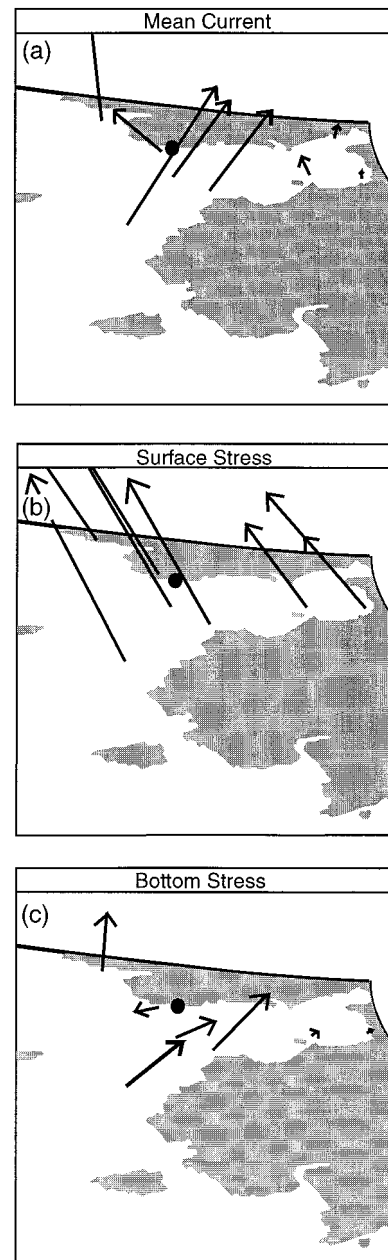 Mean Current
(a)
Surface Stress
(b)
Bottom Stress
(c)